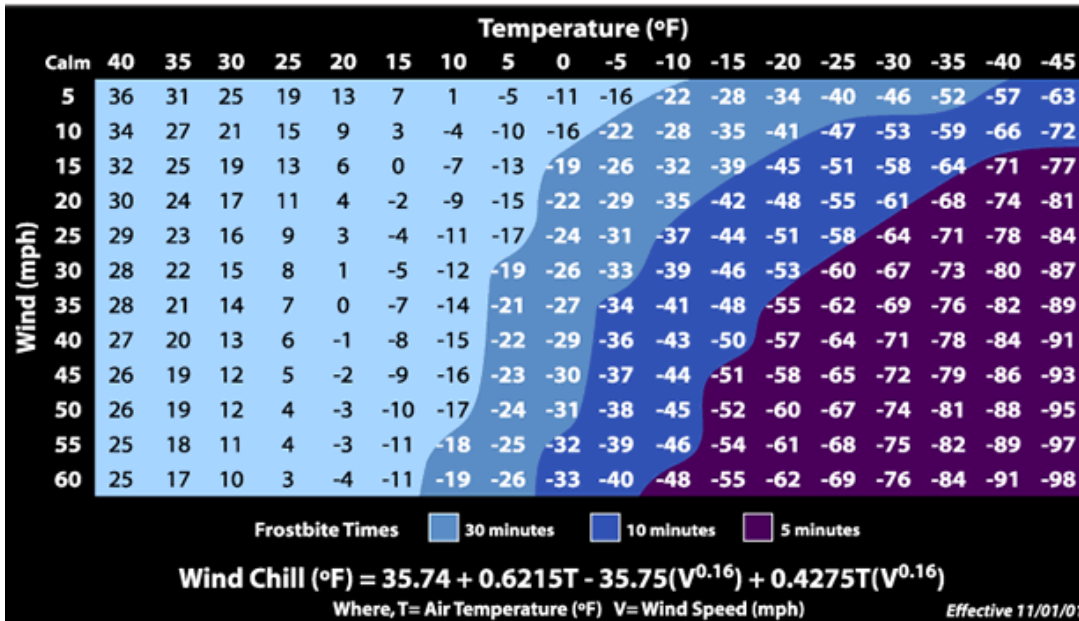 Temperature (ºF)
Calm 40 35 30 25 20 15 10 5 0 -5 -10 -15 -20 -25 -30 -35 -40 -45
5 36 31 25 19 13 7 1 -5 -11 -16 -22 -28 -34 -40 -46 -52 -57 -63
10 34 27 21 15 9 3 -4 -10 -16 -22 -28 -35 -41 -47 -53 -59 -66 -72
15 32 25 19 13 6 0 -7 -13 -19 -26 -32 -39 -45 -51 -58 -64 -71 -77
20 30 24 17 11 4 -2 -9 -15 -22 -29 -35 -42 -48 -55 -61 -68 -74 -81
25 29 23 16 9 3 -4 -11 -17 -24 -31 -37 -44 -51 -58 -64 -71 -78 -84
30 28 22 15 8 1 -5 -12 -19 -26 -33 -39 -46 -53 -60 -67 -73 -80 -87
35 28 21 14 7 0 -7 -14 -21 -27 -34 -41 -48 -55 -62 -69 -76 -82 -89
40 27 20 13 6 -1 -8 -15 -22 -29 -36 -43 -50 -57 -64 -71 -78 -84 -91
45 26 19 12 5 -2 -9 -16 -23 -30 -37 -44 -51 -58 -65 -72 -79 -86 -93
50 26 19 12 4 -3 -10 -17 -24 -31 -38 -45 -52 -60 -67 -74 -81 -88 -95
55 25 18 11 4 -3 -11 -18 -25 -32 -39 -46 -54 -61 -68 -75 -82 -89 -97
60 25 17 10 3 -4 -11 -19 -26 -33 -40 -48 -55 -62 -69 -76 -84 -91 -98
Wind (mph)
Frostbite Times 30 minutes 10 minutes 5 minutes
Wind Chill (ºF) = 35.74 + 0.6215T - 35.75(V^0.16) + 0.4275T(V^0.16)
Where, T= Air Temperature (ºF) V= Wind Speed (mph) Effective 11/01/01